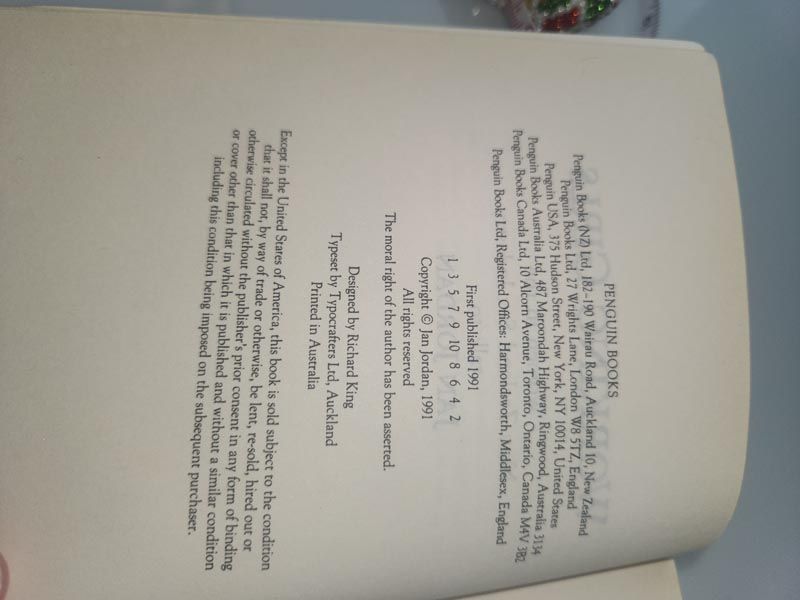 PENGUIN BOOKS
Penguin Books (NZ) Ltd, 182–190 Wairau Road, Auckland 10, New Zealand
Penguin Books Ltd, 27 Wrights Lane, London W8 5TZ, England
Penguin USA, 375 Hudson Street, New York, NY 10014, United States
Penguin Books Australia Ltd, 487 Maroondah Highway, Ringwood, Australia 3134
Penguin Books Canada Ltd, 10 Alcorn Avenue, Toronto, Ontario, Canada M4V 3B2
Penguin Books Ltd, Registered Offices: Harmondsworth, Middlesex, England
First published 1991
1 3 5 7 9 10 8 6 4 2
Copyright © Jan Jordan, 1991
All rights reserved
The moral right of the author has been asserted.
Designed by Richard King
Typeset by Typocrafters Ltd, Auckland
Printed in Australia
Except in the United States of America, this book is sold subject to the condition
that it shall not, by way of trade or otherwise, be lent, re-sold, hired out or
otherwise circulated without the publisher's prior consent in any form of binding
or cover other than that in which it is published and without a similar condition
including this condition being imposed on the subsequent purchaser.